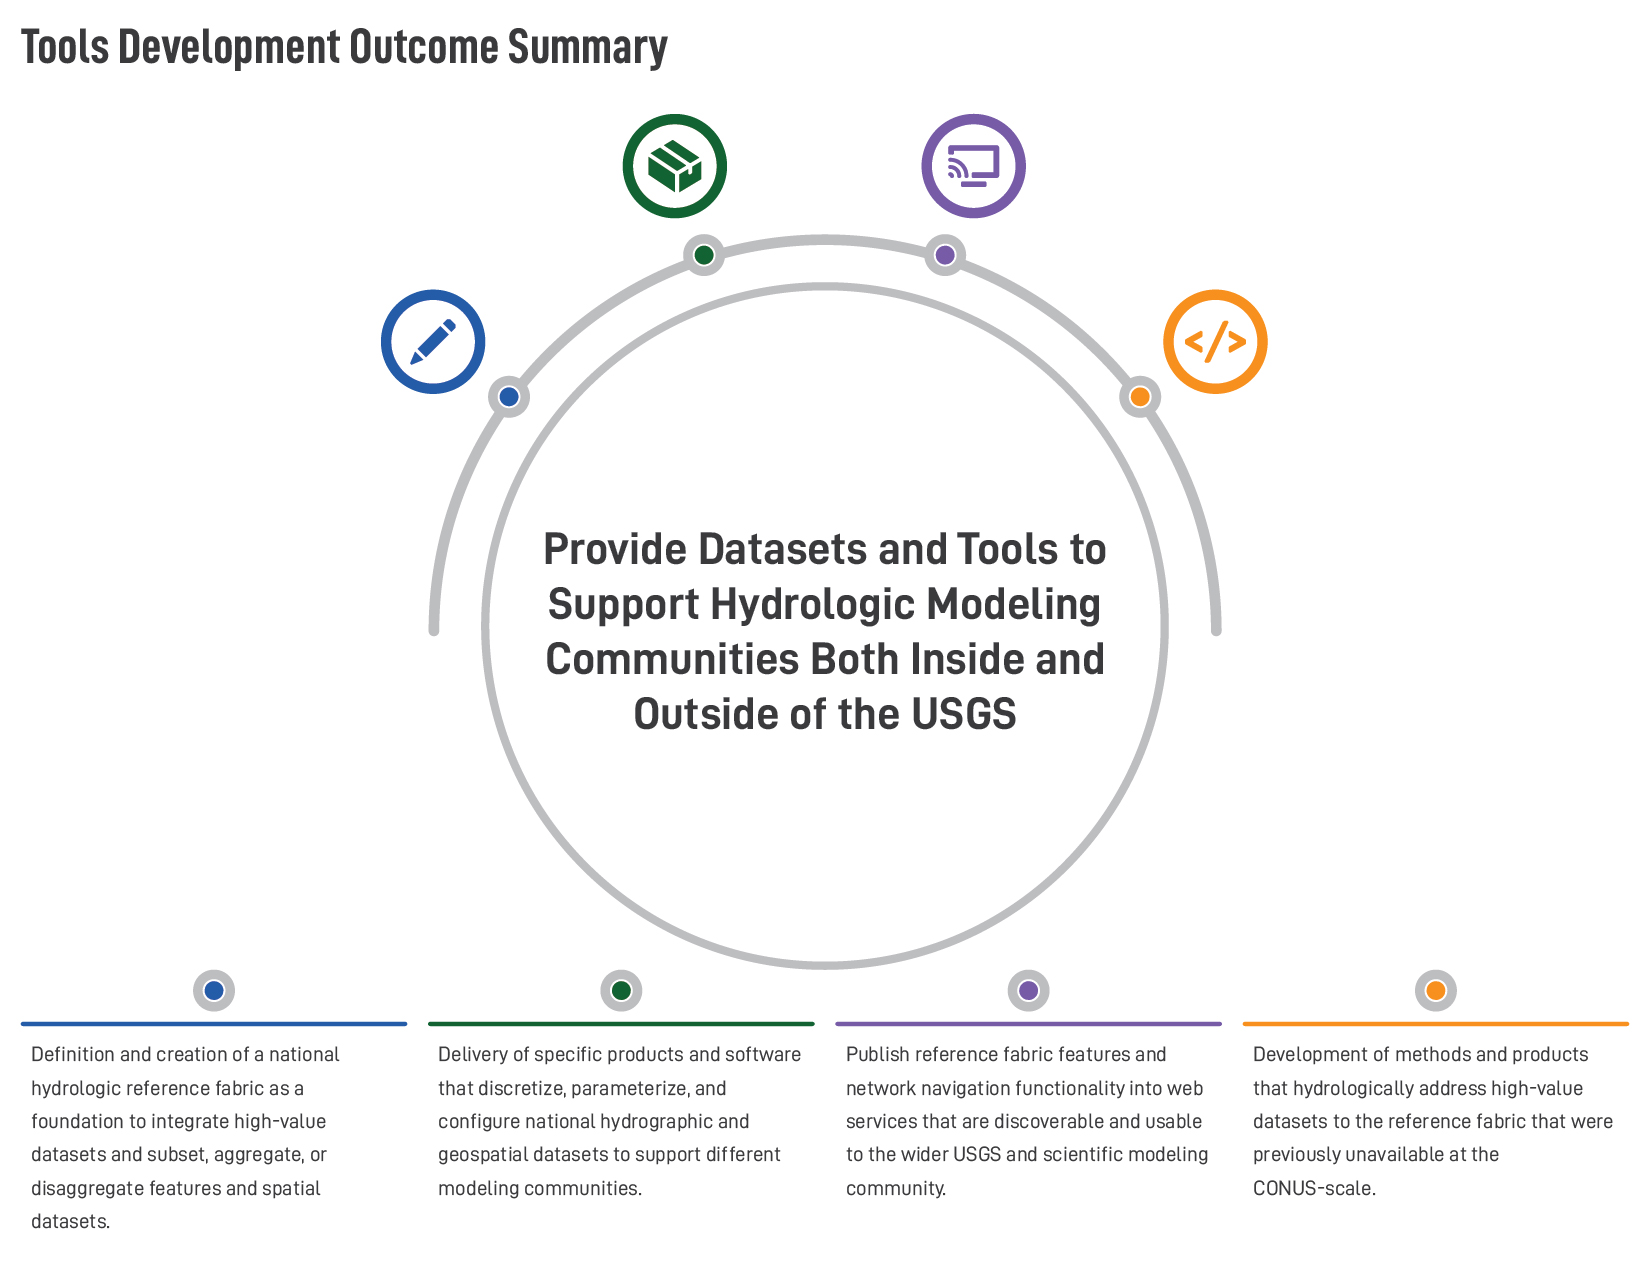 Tools Development Outcome Summary
</>
Provide Datasets and Tools to
Support Hydrologic Modeling
Communities Both Inside and
Outside of the USGS
Definition and creation of a national
hydrologic reference fabric as a
foundation to integrate high-value
datasets and subset, aggregate, or
disaggregate features and spatial
datasets.
Delivery of specific products and software
that discretize, parameterize, and
configure national hydrographic and
geospatial datasets to support different
modeling communities.
Publish reference fabric features and
network navigation functionality into web
services that are discoverable and usable
to the wider USGS and scientific modeling
community.
Development of methods and products
that hydrologically address high-value
datasets to the reference fabric that were
previously unavailable at the
CONUS-scale.